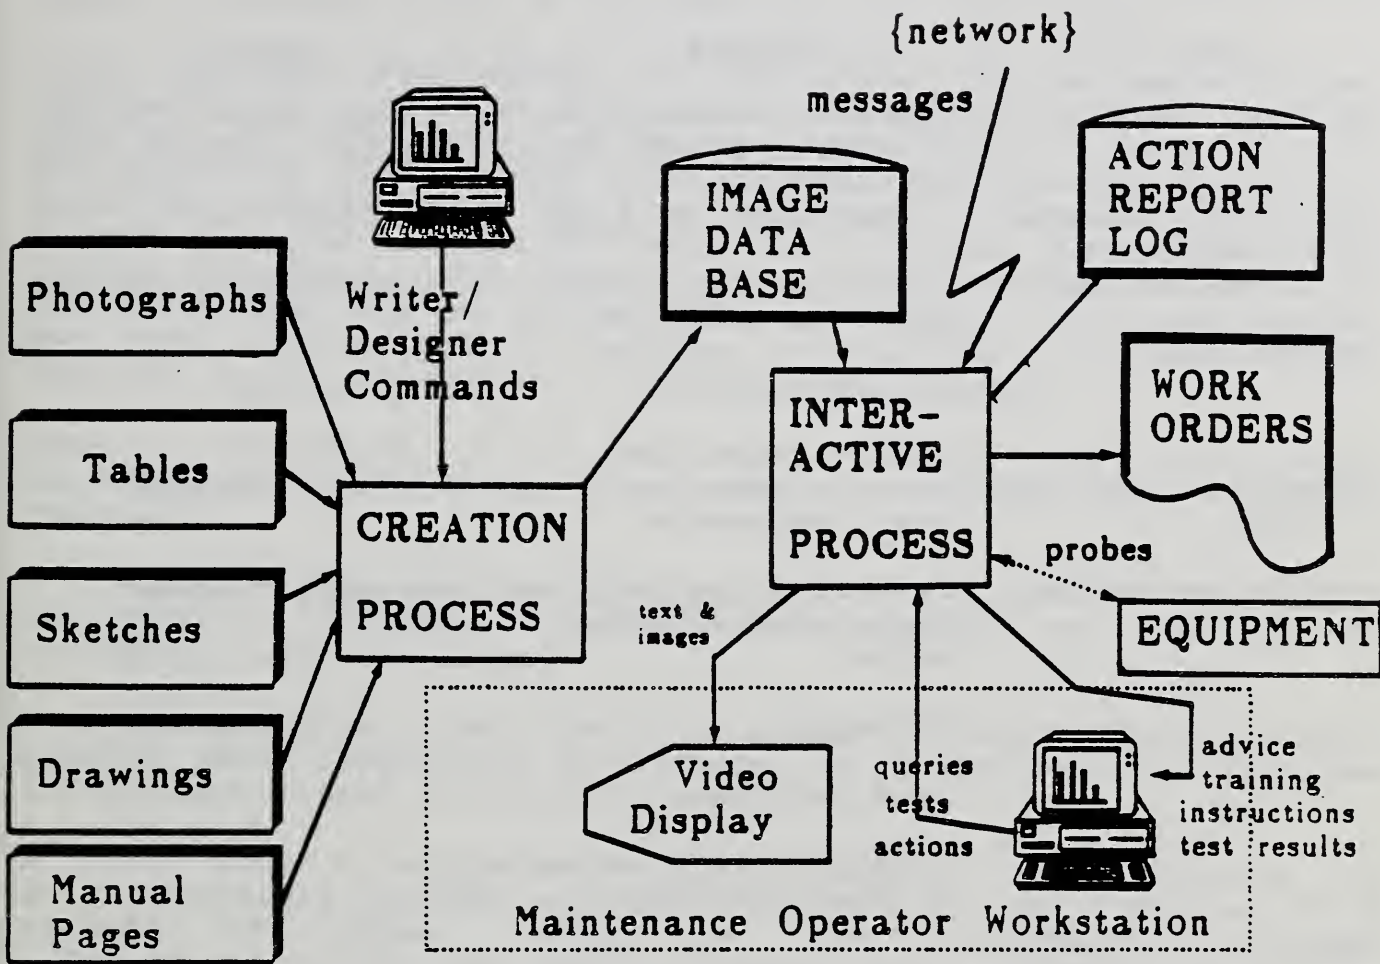 {network}
messages
ACTION
REPORT
LOG
IMAGE
DATA
BASE
Photographs
Writer/
Designer
Commands
WORK
ORDERS
INTER-
ACTIVE
PROCESS
Tables
CREATION
PROCESS
probes
EQUIPMENT
text &
images
Sketches
Drawings
Video
Display
queries
tests
actions
advice
training
instructions
test results
Manual
Pages
Maintenance Operator Workstation